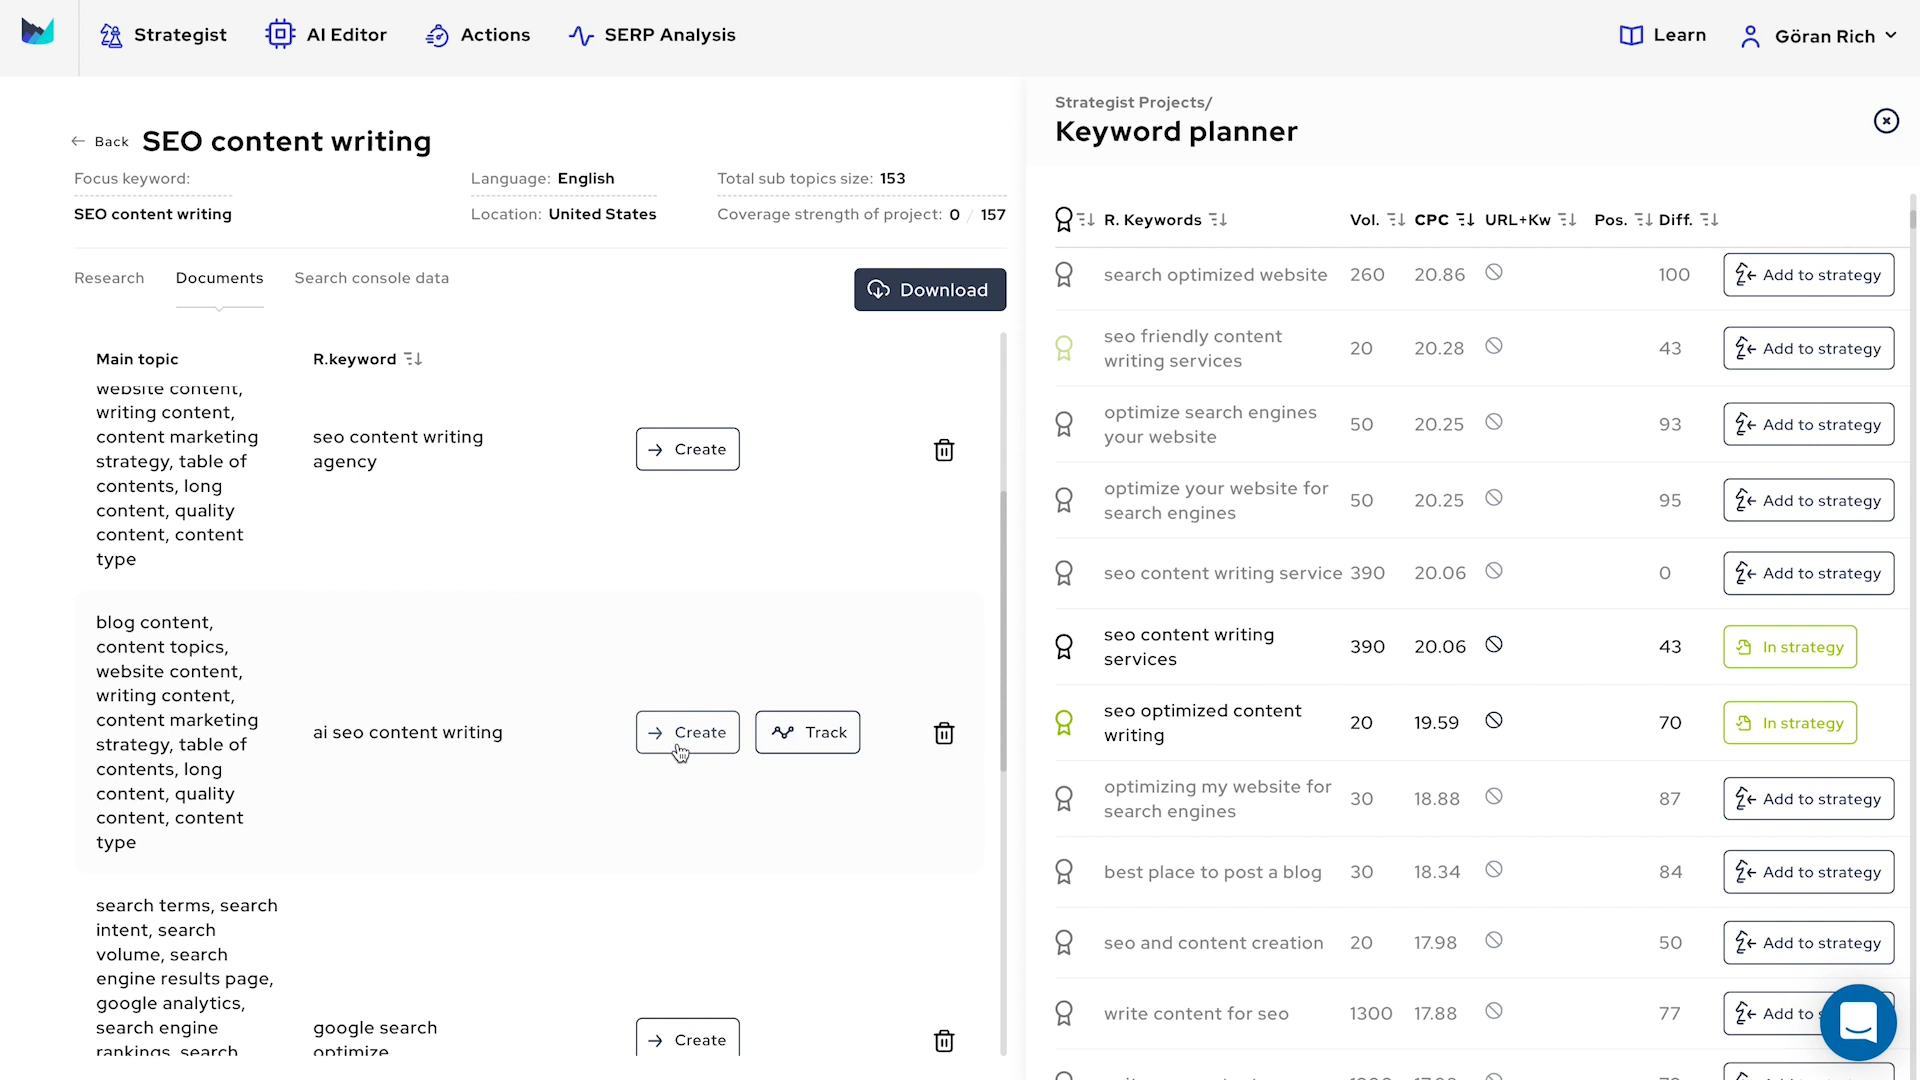 Strategist
AI Editor
Actions
SERP Analysis
Learn
Göran Rich
Back
SEO content writing
Focus keyword:
SEO content writing
Language: English
Location: United States
Total sub topics size: 153
Coverage strength of project: 0 / 157
Research
Documents
Search console data
Download
Main topic
R.keyword
website content,
writing content,
content marketing
strategy, table of
contents, long
content, quality
content, content
type
seo content writing
agency
Create
blog content,
content topics,
website content,
writing content,
content marketing
strategy, table of
contents, long
content, quality
content, content
type
ai seo content writing
Create
Track
search terms, search
intent, search
volume, search
engine results page,
google analytics,
search engine
rankings, search
google search
optimize
Create
Strategist Projects/
Keyword planner
R. Keywords
Vol.
CPC
URL+Kw
Pos.
Diff.
search optimized website 260 20.86 100 Add to strategy
seo friendly content
writing services
20 20.28 43 Add to strategy
optimize search engines
your website
50 20.25 93 Add to strategy
optimize your website for
search engines
50 20.25 95 Add to strategy
seo content writing service 390 20.06 0 Add to strategy
seo content writing
services
390 20.06 43 In strategy
seo optimized content
writing
20 19.59 70 In strategy
optimizing my website for
search engines
30 18.88 87 Add to strategy
best place to post a blog 30 18.34 84 Add to strategy
seo and content creation 20 17.98 50 Add to strategy
write content for seo 1300 17.88 77 Add to